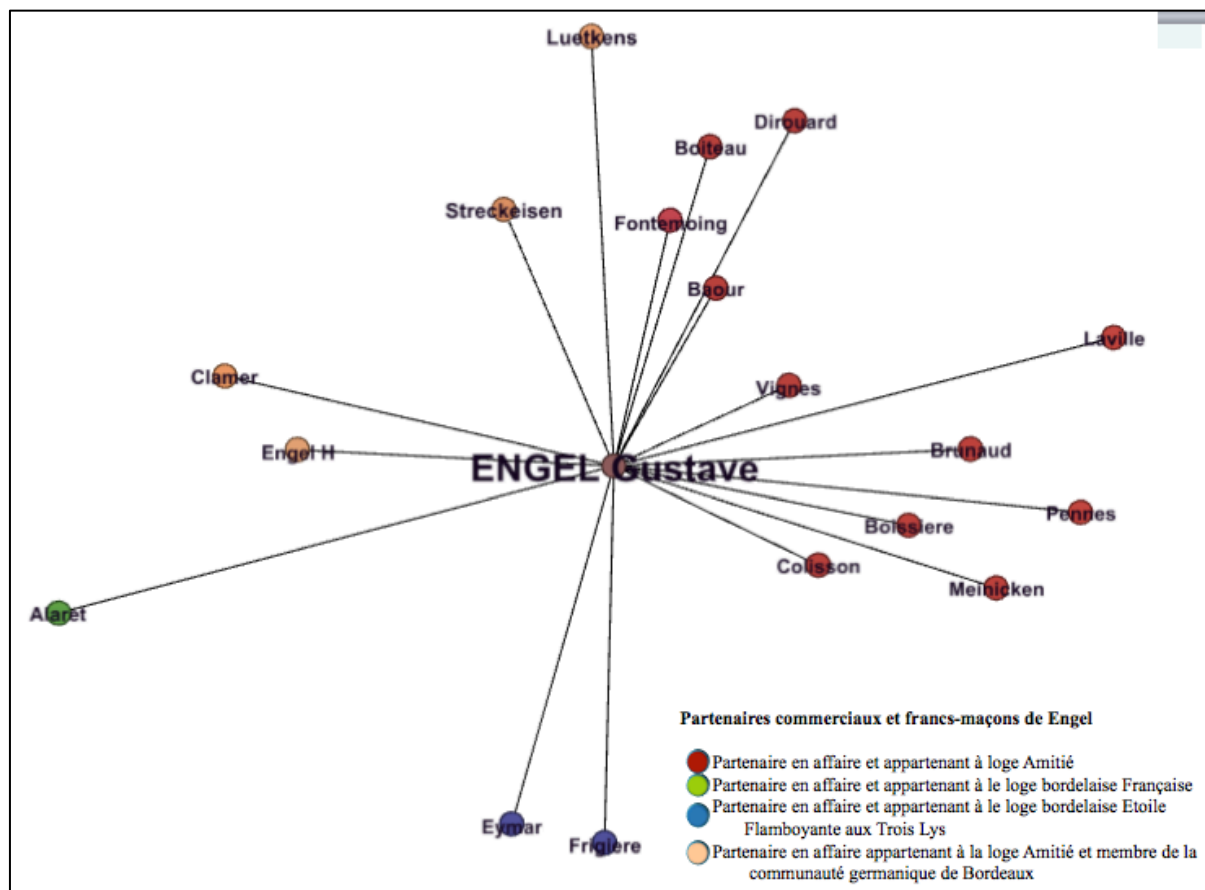 Luetkens
Dirouard
Boiteau
Streckeisen
Fontemoing
Baour
Laville
Clamer
Vignes
Engel H
Brunaud
ENGEL Gustave
Pennes
Boissiere
Colisson
Meinicken
Alaret
Eymar
Frigiere
Partenaires commerciaux et francs-maçons de Engel
Partenaire en affaire et appartenant à loge Amitié
Partenaire en affaire et appartenant à le loge bordelaise Française
Partenaire en affaire et appartenant à le loge bordelaise Etoile
Flamboyante aux Trois Lys
Partenaire en affaire appartenant à la loge Amitié et membre de la
communauté germanique de Bordeaux